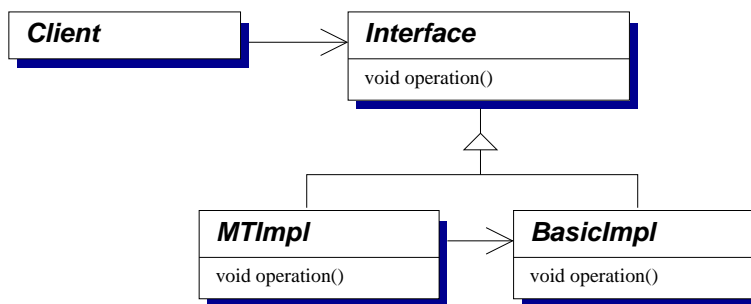 Client
Interface
void operation()
MTImpl
BasicImpl
void operation()
void operation()